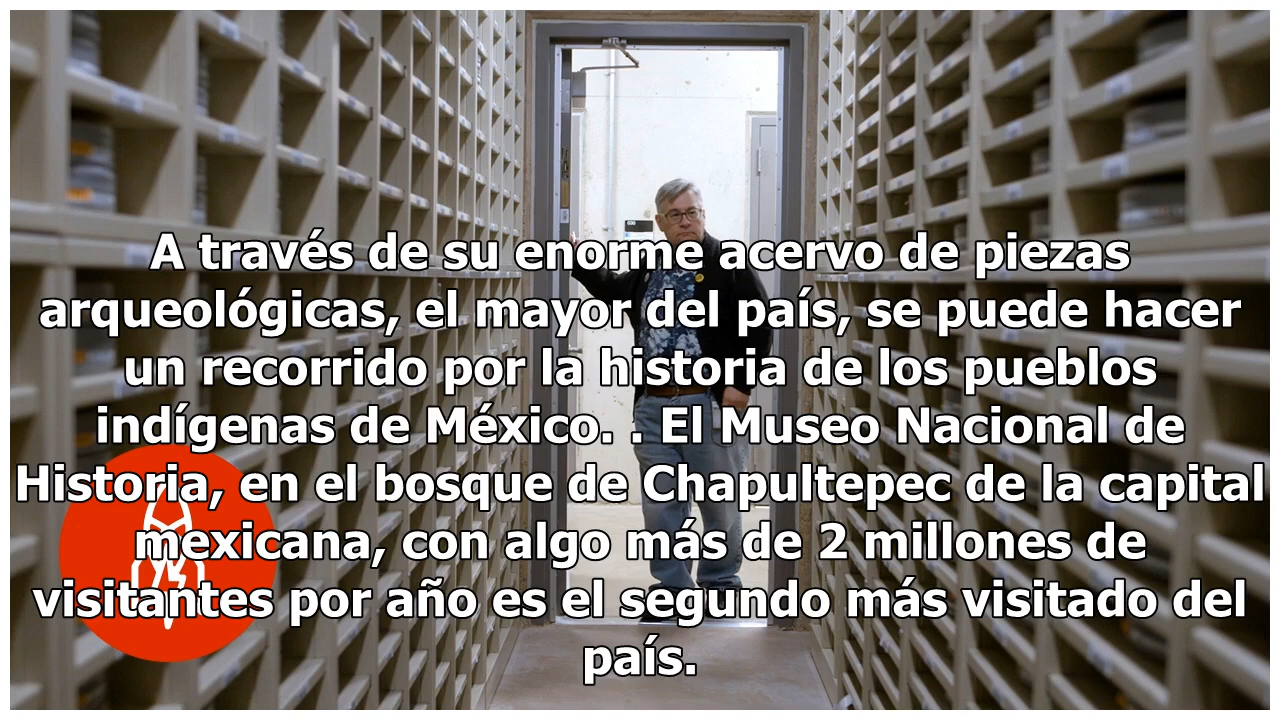 A través de su enorme acervo de piezas
arqueológicas, el mayor del país, se puede hacer
un recorrido por la historia de los pueblos
indígenas de México. . El Museo Nacional de
Historia, en el bosque de Chapultepec de la capital
mexicana, con algo más de 2 millones de
visitantes por año es el segundo más visitado del
país.